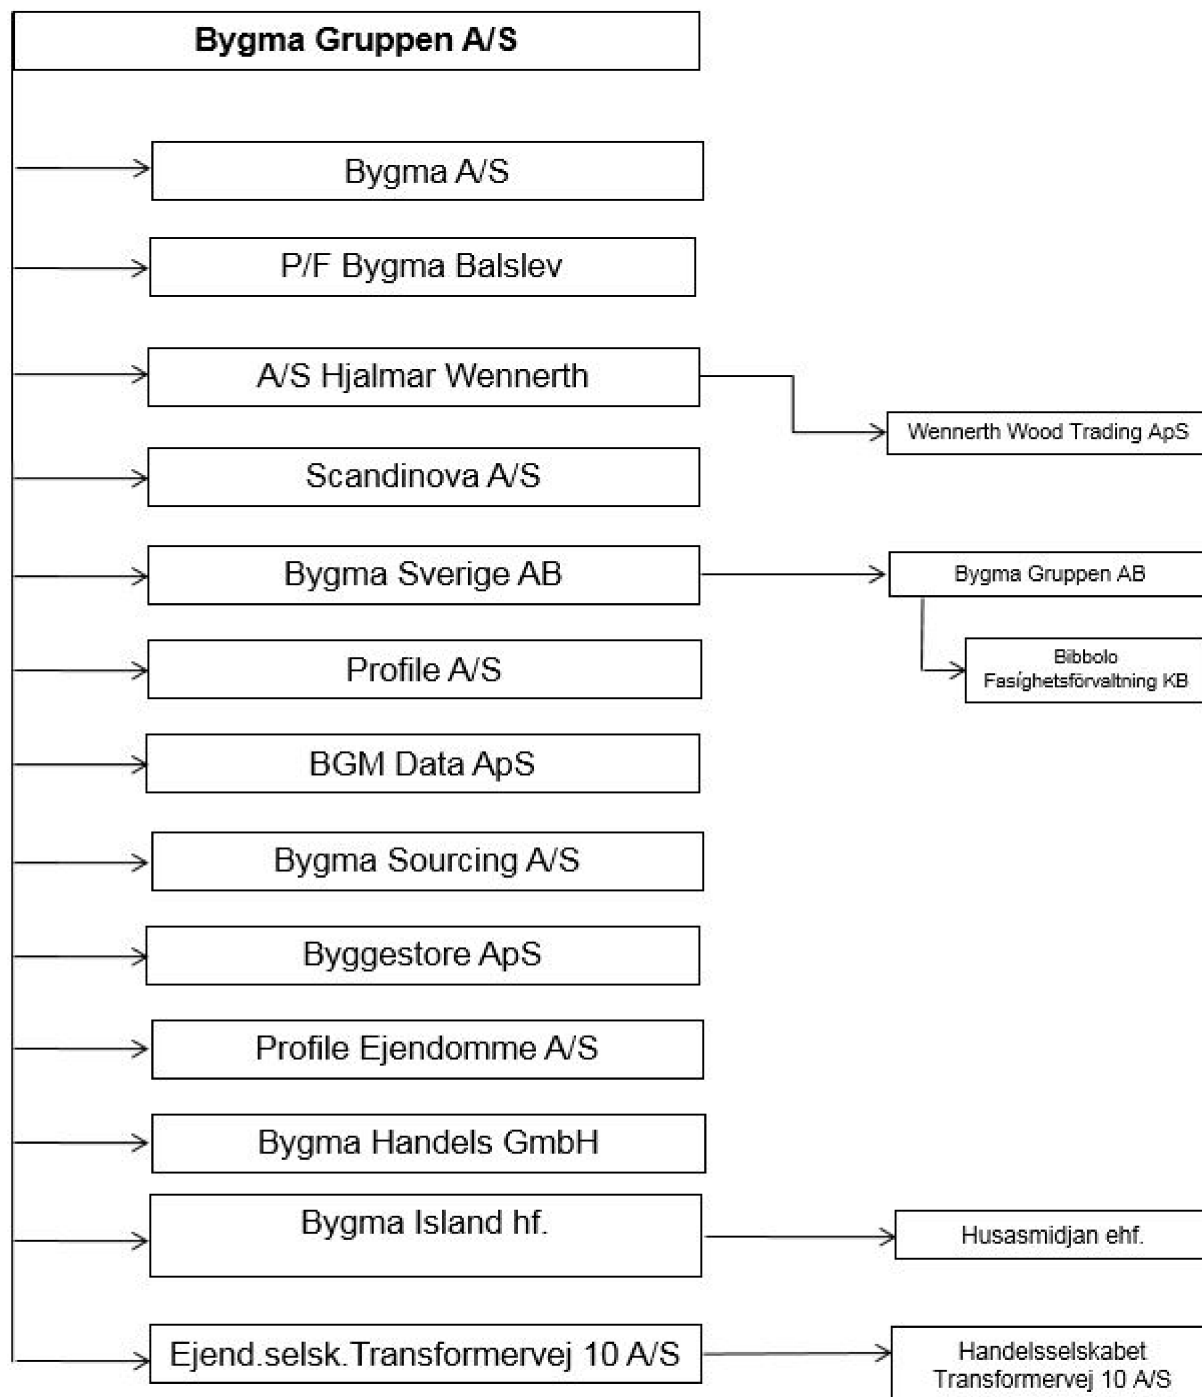 Bygma Gruppen A/S
Bygma A/S
P/F Bygma Balslev
A/S Hjalmar Wennerth
Wennerth Wood Trading ApS
Scandinova A/S
Bygma Sverige AB
Bygma Gruppen AB
Bibbolo
Fasíghetsförvaltning KB
Profile A/S
BGM Data ApS
Bygma Sourcing A/S
Byggestore ApS
Profile Ejendomme A/S
Bygma Handels GmbH
Bygma Island hf.
Husasmidjan ehf.
Ejend.selsk.Transformervej 10 A/S
Handelsselskabet
Transformervej 10 A/S